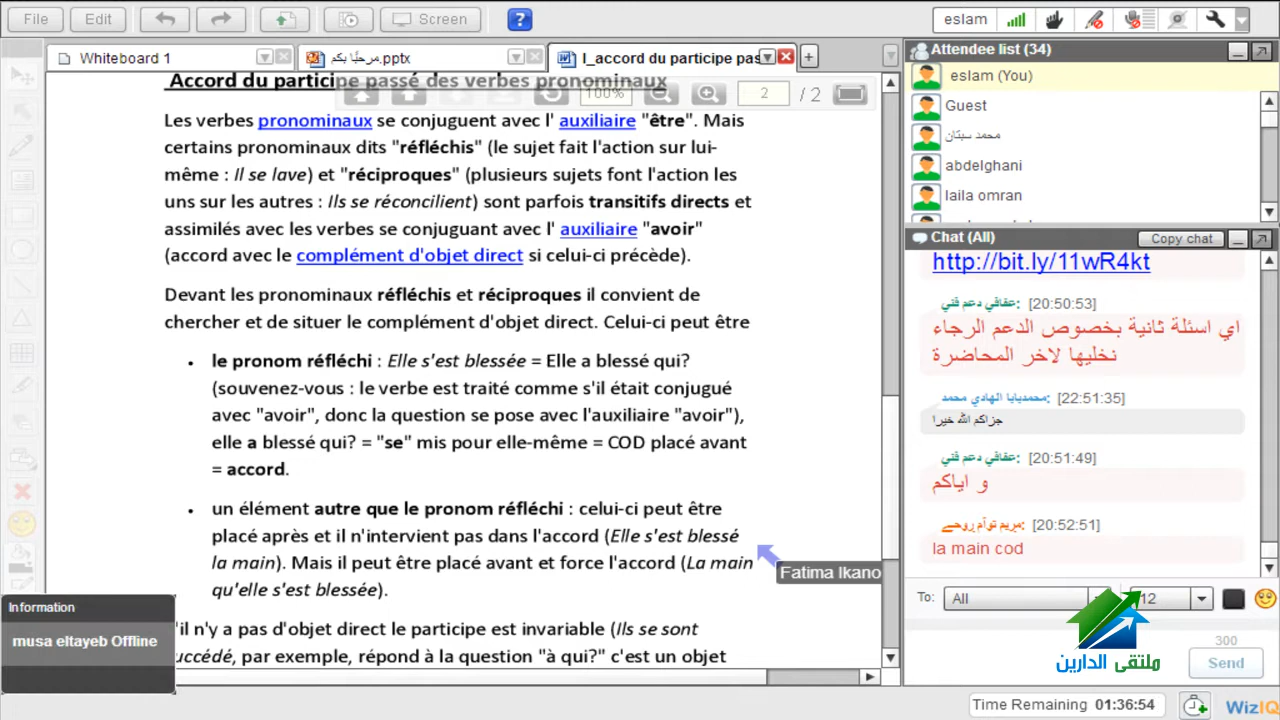 File
Edit
Screen
?
eslam
Whiteboard 1
مرحبًا بكم.pptx
l_accord du participe pas
Accord du participe passé des verbes pronominaux
100%
2
/ 2
Les verbes pronominaux se conjuguent avec l' auxiliaire "être". Mais
certains pronominaux dits "réfléchis" (le sujet fait l'action sur lui-
même : Il se lave) et "réciproques" (plusieurs sujets font l'action les
uns sur les autres : Ils se réconcilient) sont parfois transitifs directs et
assimilés avec les verbes se conjuguant avec l' auxiliaire "avoir"
(accord avec le complément d'objet direct si celui-ci précède).
Devant les pronominaux réfléchis et réciproques il convient de
chercher et de situer le complément d'objet direct. Celui-ci peut être
• le pronom réfléchi : Elle s'est blessée = Elle a blessé qui?
(souvenez-vous : le verbe est traité comme s'il était conjugué
avec "avoir", donc la question se pose avec l'auxiliaire "avoir"),
elle a blessé qui? = "se" mis pour elle-même = COD placé avant
= accord.
• un élément autre que le pronom réfléchi : celui-ci peut être
placé après et il n'intervient pas dans l'accord (Elle s'est blessé
la main). Mais il peut être placé avant et force l'accord (La main
qu'elle s'est blessée).
'il n'y a pas d'objet direct le participe est invariable (Ils se sont
uccédé, par exemple, répond à la question "à qui?" c'est un objet
Fatima Ikano
Information
musa eltayeb Offline
Attendee list (34)
eslam (You)
Guest
محمد سبتان
abdelghani
laila omran
Chat (All)
Copy chat
http://bit.ly/11wR4kt
عفاقي دعم فني: [20:50:53]
اي اسئلة ثانية بخصوص الدعم الرجاء
نخليها لاخر المحاضرة
محمدبابا الهادي محمد: [22:51:35]
جزاكم الله خيرا
عفاقي دعم فني: [20:51:49]
و اياكم
مريم توأم روحي: [20:52:51]
la main cod
To:
All
12
300
Send
ملتقى الدارين
Time Remaining 01:36:54
WizIQ